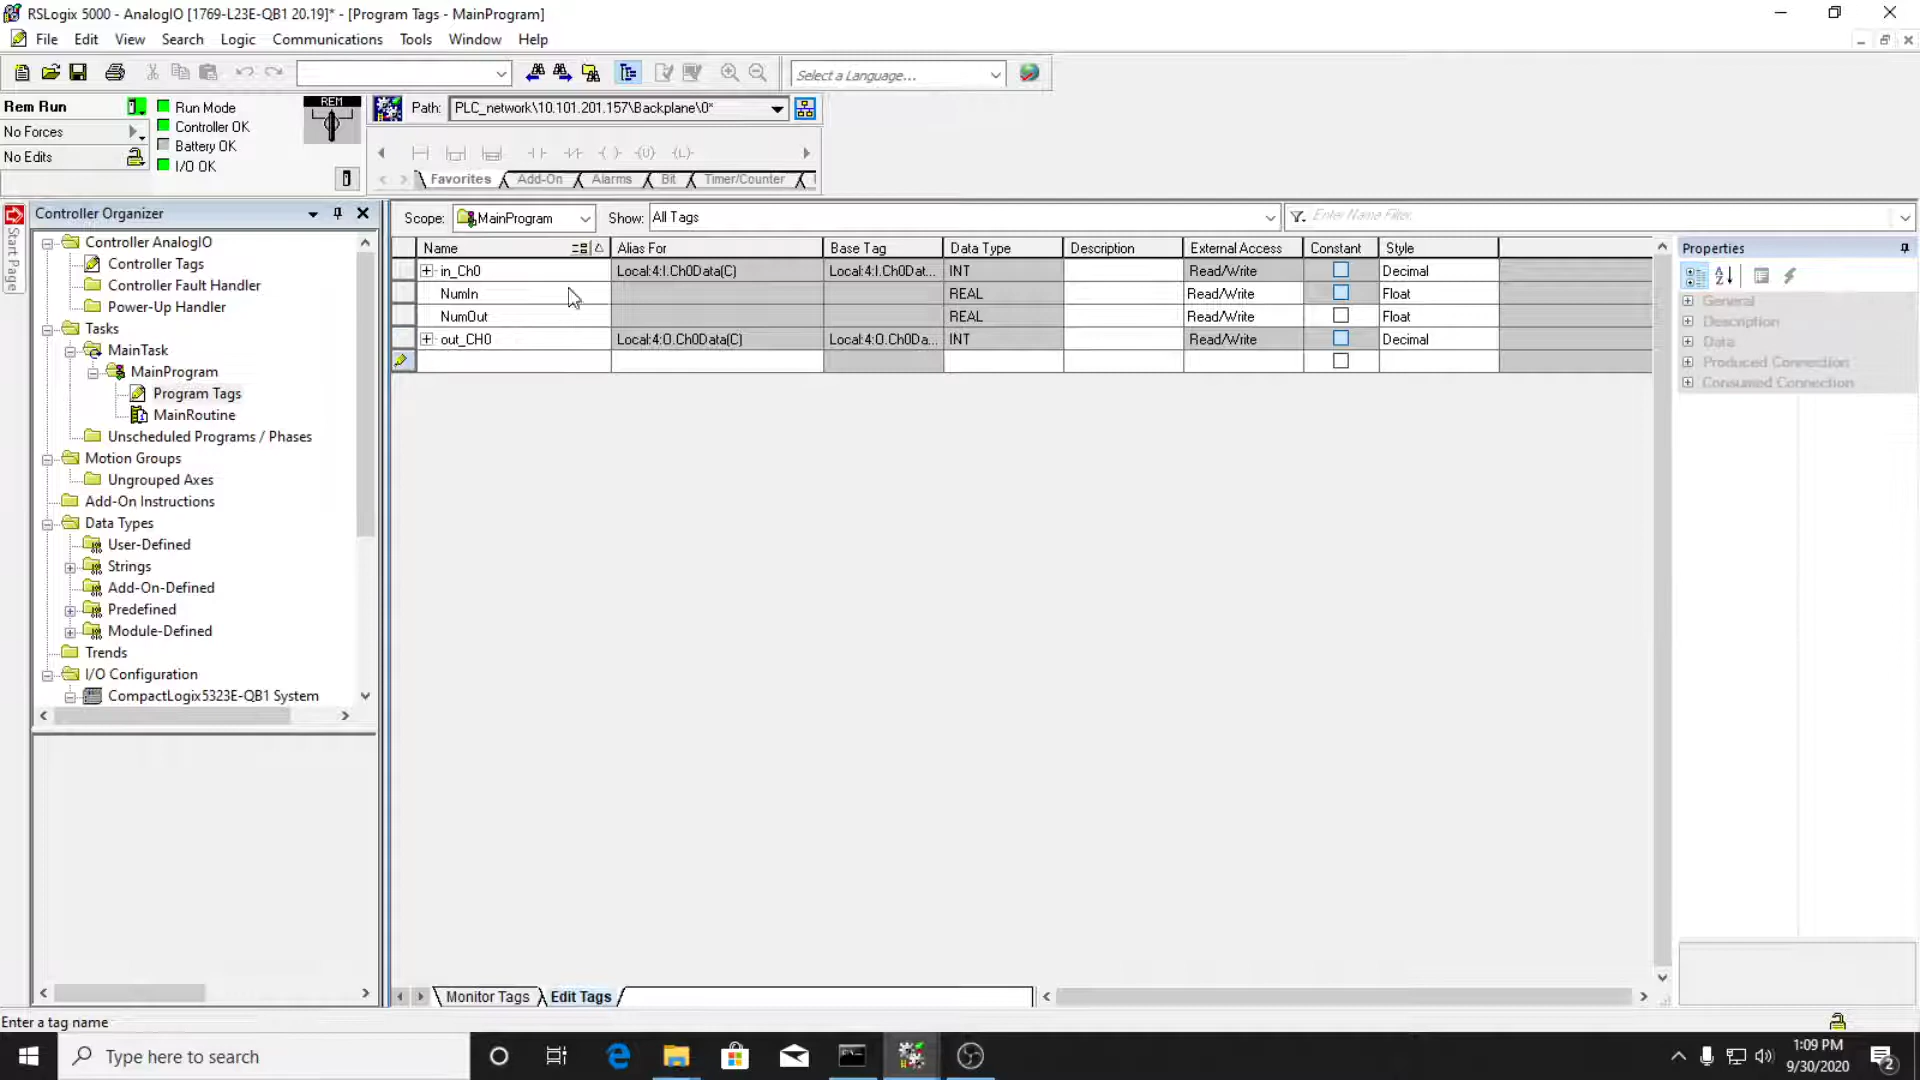 RSLogix 5000 - AnalogIO [1769-L23E-QB1 20.19]* - [Program Tags - MainProgram]
File Edit View Search Logic Communications Tools Window Help
Select a Language...
Rem Run
No Forces
No Edits
Run Mode
Controller OK
Battery OK
I/O OK
REM
Path: PLC_network\10.101.201.157\Backplane\0*
Favorites Add-On Alarms Bit Timer/Counter
Start Page
Controller Organizer
Controller AnalogIO
Controller Tags
Controller Fault Handler
Power-Up Handler
Tasks
MainTask
MainProgram
Program Tags
MainRoutine
Unscheduled Programs / Phases
Motion Groups
Ungrouped Axes
Add-On Instructions
Data Types
User-Defined
Strings
Add-On-Defined
Predefined
Module-Defined
Trends
I/O Configuration
CompactLogix5323E-QB1 System
Scope: MainProgram Show: All Tags Enter Name Filter...
Name Alias For Base Tag Data Type Description External Access Constant Style
in_Ch0 Local:4:I.Ch0Data(C) Local:4:I.Ch0Dat... INT Read/Write Decimal
NumIn REAL Read/Write Float
NumOut REAL Read/Write Float
out_CH0 Local:4:O.Ch0Data(C) Local:4:O.Ch0Da... INT Read/Write Decimal
Properties
General
Description
Data
Produced Connection
Consumed Connection
Monitor Tags Edit Tags
Enter a tag name
Type here to search
1:09 PM
9/30/2020
2